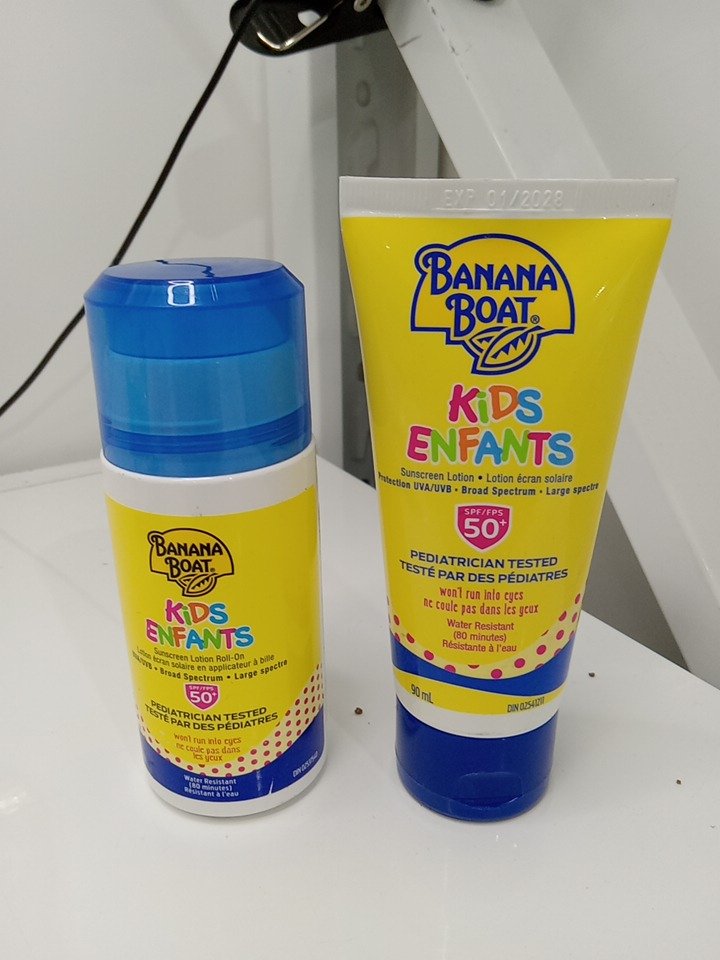 BANANA
BOAT®
KIDS
ENFANTS
Sunscreen Lotion Roll-On
Lotion écran solaire en applicateur à bille
UVA/UVB • Broad Spectrum • Large spectre
SPF/FPS
50+
PEDIATRICIAN TESTED
TESTÉ PAR DES PÉDIATRES
won't run into eyes
ne coule pas dans
les yeux
Water Resistant
(80 minutes)
Résistant à l'eau
EXP 01/2028
BANANA
BOAT®
KIDS
ENFANTS
Sunscreen Lotion • Lotion écran solaire
Protection UVA/UVB • Broad Spectrum • Large spectre
SPF/FPS
50+
PEDIATRICIAN TESTED
TESTÉ PAR DES PÉDIATRES
won't run into eyes
ne coule pas dans les yeux
Water Resistant
(80 minutes)
Résistante à l'eau
90 mL
DIN